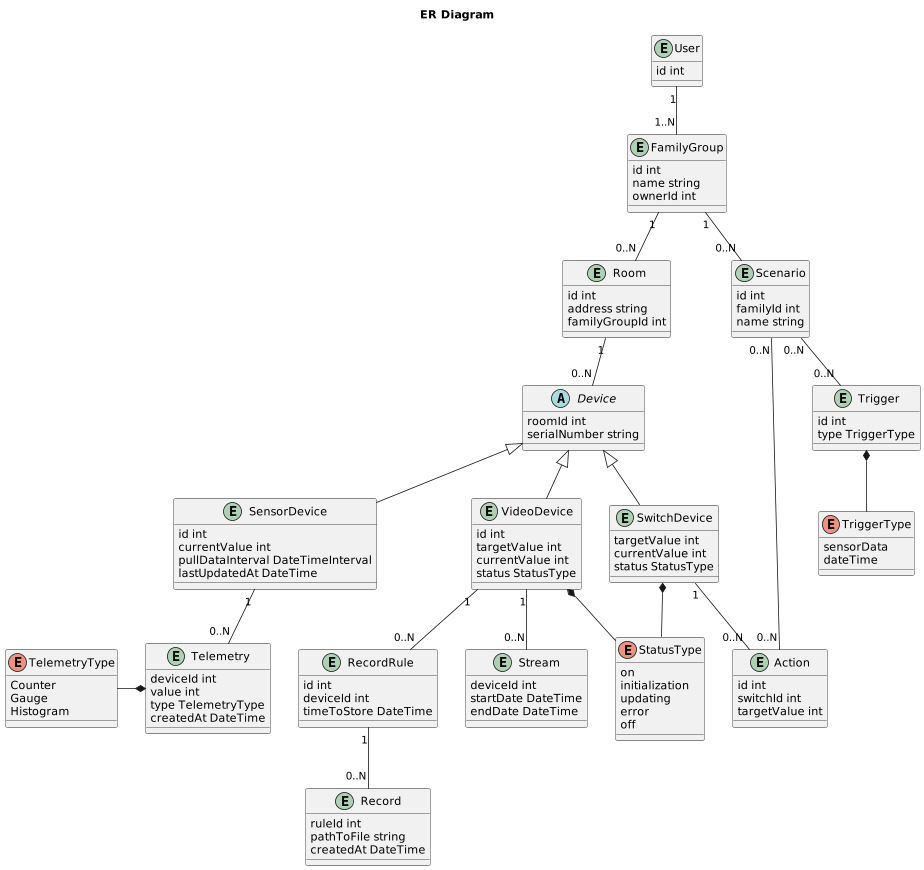 ER Diagram
E User
id int
1
1..N
E FamilyGroup
id int
name string
ownerId int
1
1
0..N
0..N
E Room
id int
address string
familyGroupId int
E Scenario
id int
familyId int
name string
1
0..N
0..N
0..N
0..N
A Device
roomId int
serialNumber string
E Trigger
id int
type TriggerType
E SensorDevice
id int
currentValue int
pullDataInterval DateTimeInterval
lastUpdatedAt DateTime
E VideoDevice
id int
targetValue int
currentValue int
status StatusType
E SwitchDevice
targetValue int
currentValue int
status StatusType
E TriggerType
sensorData
dateTime
1
1
1
1
0..N
0..N
0..N
0..N
0..N
E TelemetryType
Counter
Gauge
Histogram
E Telemetry
deviceId int
value int
type TelemetryType
createdAt DateTime
E RecordRule
id int
deviceId int
timeToStore DateTime
E Stream
deviceId int
startDate DateTime
endDate DateTime
E StatusType
on
initialization
updating
error
off
E Action
id int
switchId int
targetValue int
1
0..N
E Record
ruleId int
pathToFile string
createdAt DateTime